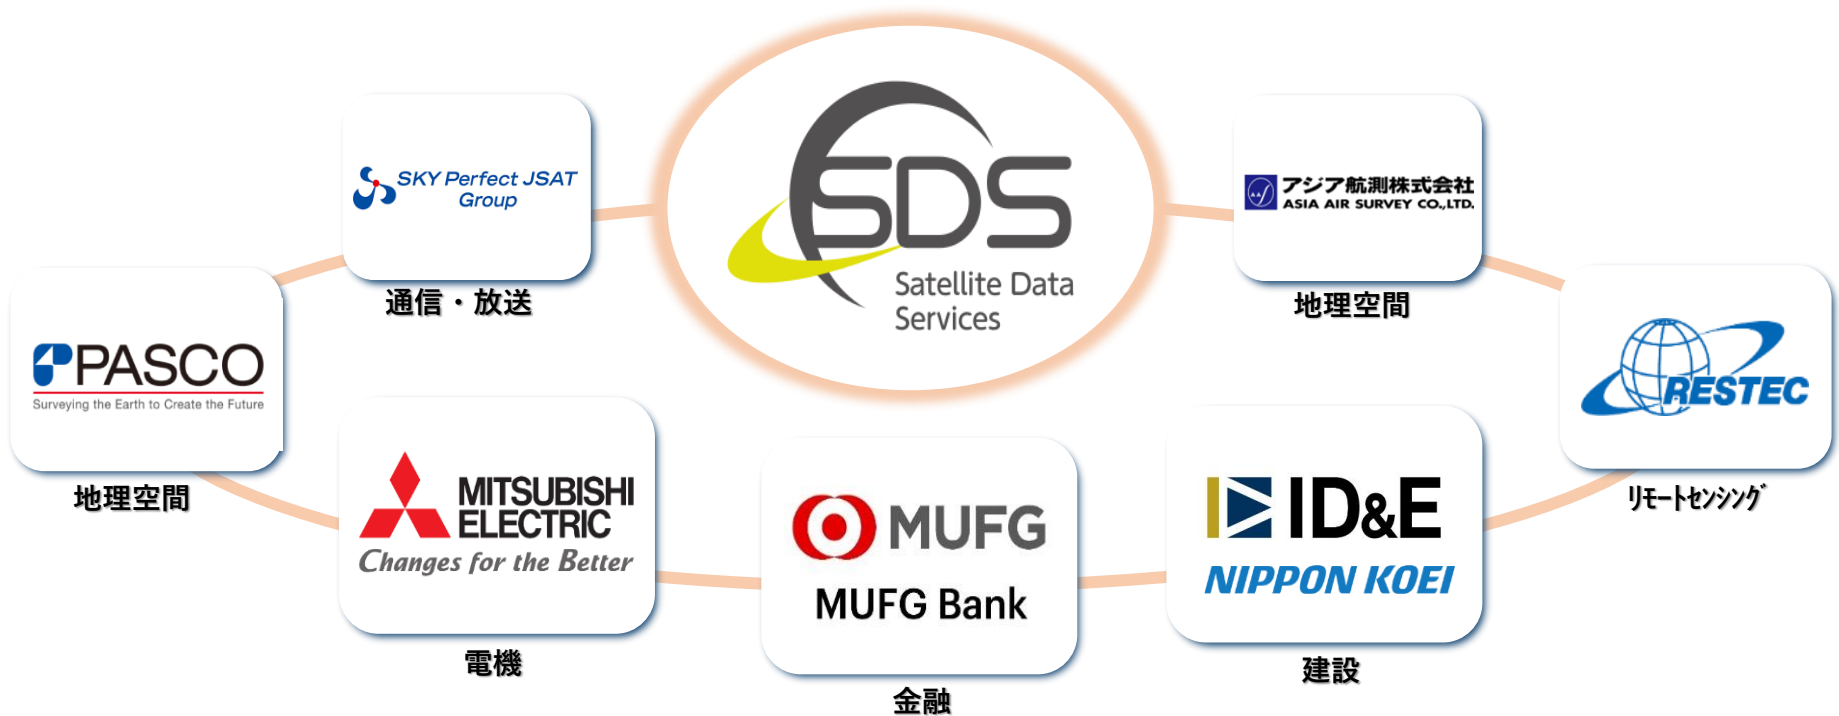 SDS
Satellite Data
Services
SKY Perfect JSAT
Group
通信・放送
アジア航測株式会社
ASIA AIR SURVEY CO.,LTD.
地理空間
PASCO
Surveying the Earth to Create the Future
地理空間
RESTEC
ﾘﾓｰﾄｾﾝｼﾝｸﾞ
MITSUBISHI
ELECTRIC
Changes for the Better
電機
MUFG
MUFG Bank
金融
ID&E
NIPPON KOEI
建設